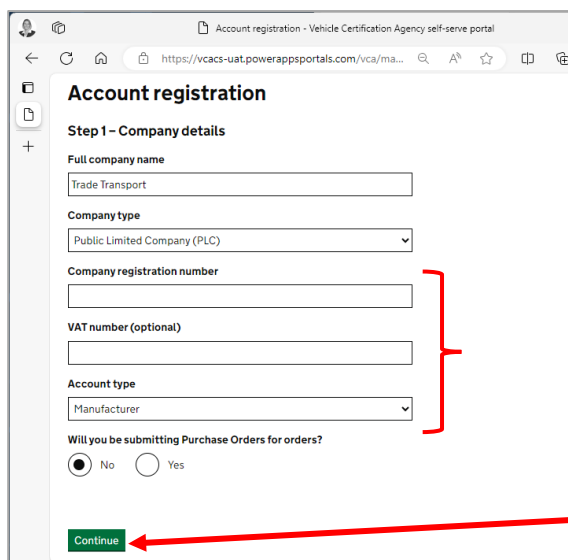 Account registration - Vehicle Certification Agency self-serve portal
https://vcacs-uat.powerappsportals.com/vca/ma...
Account registration
Step 1 – Company details
Full company name
Trade Transport
Company type
Public Limited Company (PLC)
Company registration number
VAT number (optional)
Account type
Manufacturer
Will you be submitting Purchase Orders for orders?
No Yes
Continue